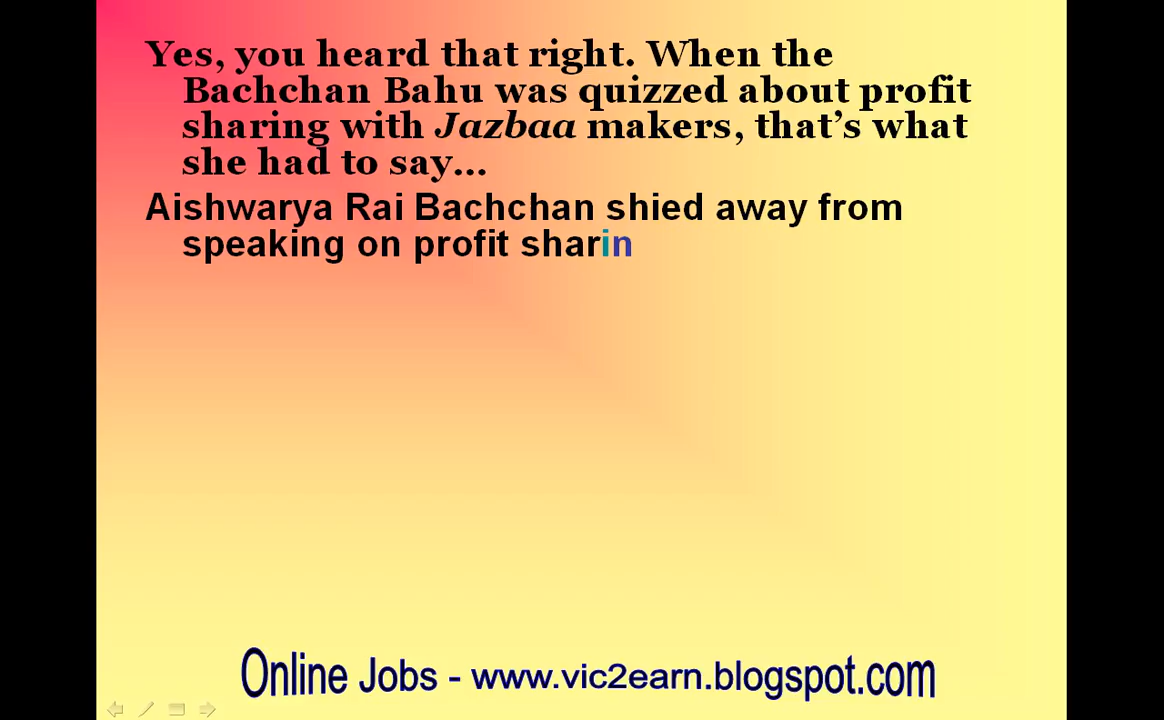 Yes, you heard that right. When the
Bachchan Bahu was quizzed about profit
sharing with Jazbaa makers, that’s what
she had to say…
Aishwarya Rai Bachchan shied away from
speaking on profit sharin
Online Jobs - www.vic2earn.blogspot.com